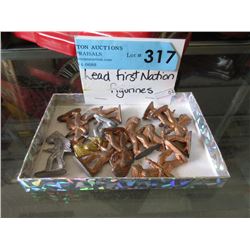 TON AUCTIONS
RAISALS
Lot # 317
Lead First Nation
figurines